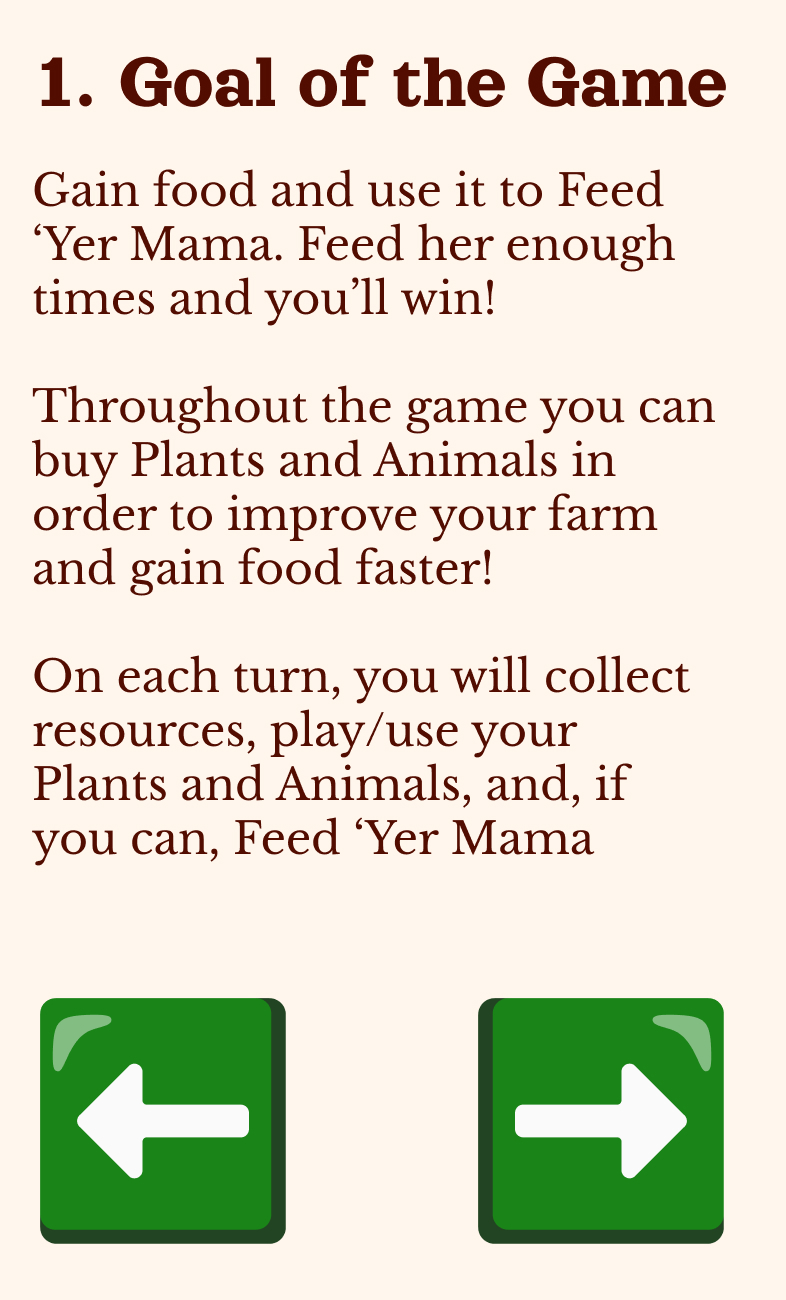 1. Goal of the Game
Gain food and use it to Feed
‘Yer Mama. Feed her enough
times and you’ll win!
Throughout the game you can
buy Plants and Animals in
order to improve your farm
and gain food faster!
On each turn, you will collect
resources, play/use your
Plants and Animals, and, if
you can, Feed ‘Yer Mama